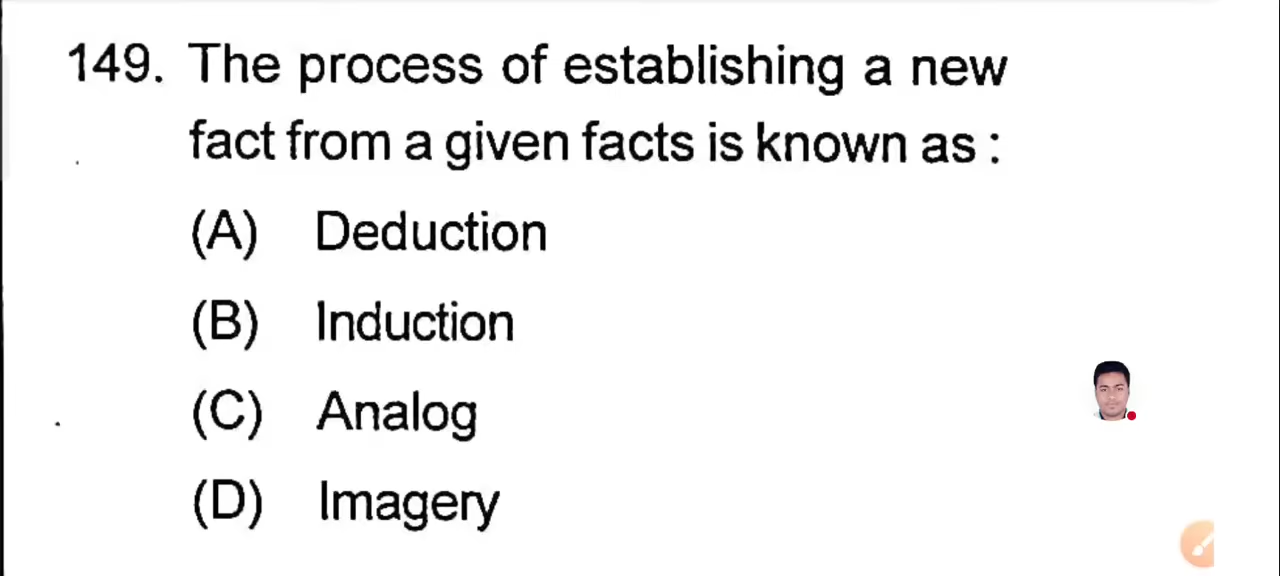 149. The process of establishing a new
fact from a given facts is known as :
(A) Deduction
(B) Induction
(C) Analog
(D) Imagery